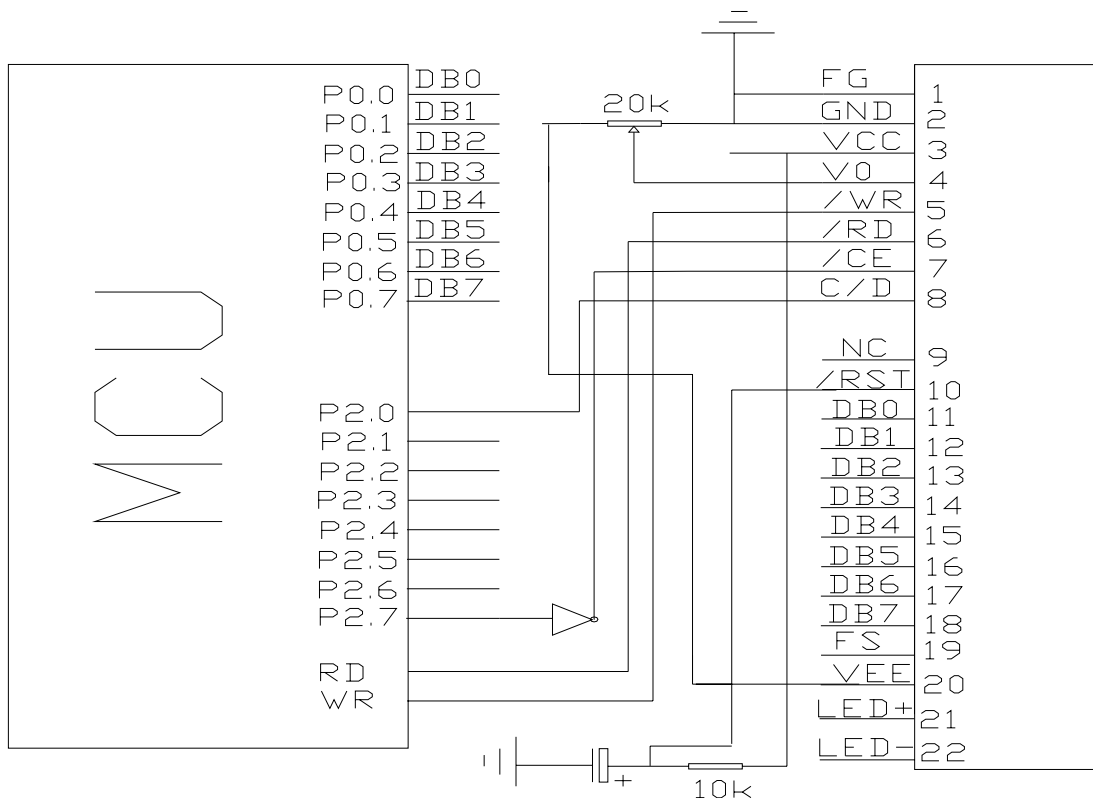 MCU
P0.0
P0.1
P0.2
P0.3
P0.4
P0.5
P0.6
P0.7
DB0
DB1
DB2
DB3
DB4
DB5
DB6
DB7
P2.0
P2.1
P2.2
P2.3
P2.4
P2.5
P2.6
P2.7
RD
WR
20k
10k
+
FG 1
GND 2
VCC 3
V0 4
/WR 5
/RD 6
/CE 7
C/D 8
NC 9
/RST 10
DB0 11
DB1 12
DB2 13
DB3 14
DB4 15
DB5 16
DB6 17
DB7 18
FS 19
VEE 20
LED+ 21
LED- 22